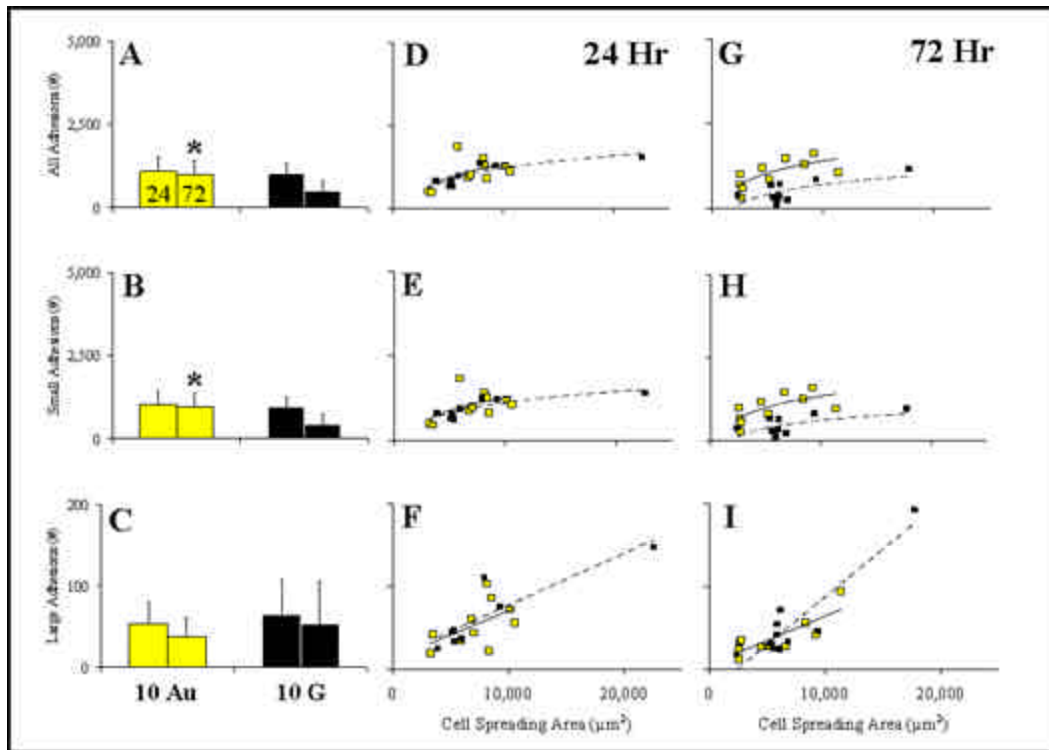 A
D
24 Hr
G
72 Hr
5,000
2,500
0
All Adhesions (#)
*
24 72
B
E
H
5,000
2,500
0
Small Adhesions (#)
*
C
F
I
200
100
0
Large Adhesions (#)
10 Au
10 G
0
10,000
20,000
0
10,000
20,000
Cell Spreading Area (µm²)
Cell Spreading Area (µm²)